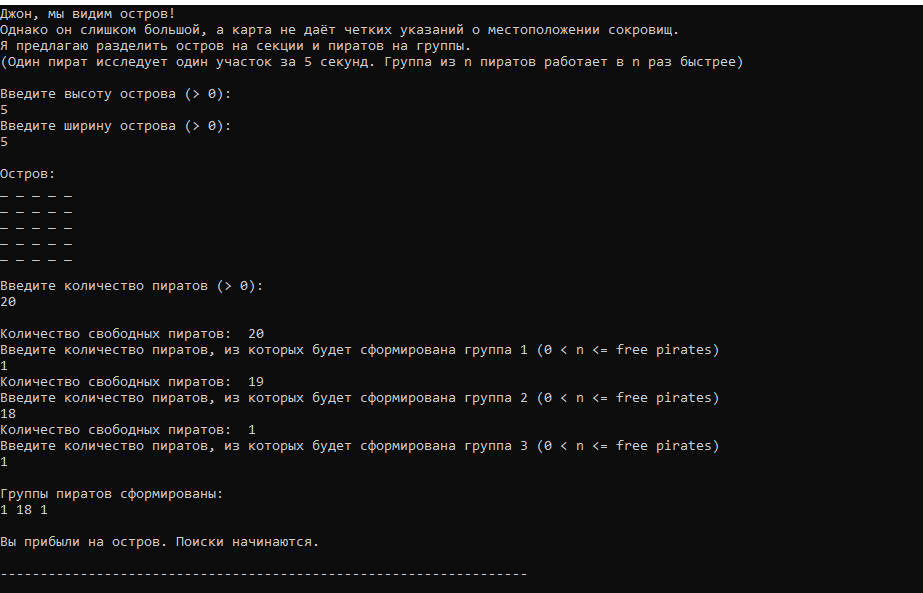 Джон, мы видим остров!
Однако он слишком большой, а карта не даёт четких указаний о местоположении сокровищ.
Я предлагаю разделить остров на секции и пиратов на группы.
(Один пират исследует один участок за 5 секунд. Группа из n пиратов работает в n раз быстрее)
Введите высоту острова (> 0):
5
Введите ширину острова (> 0):
5
Остров:
_ _ _ _ _
_ _ _ _ _
_ _ _ _ _
_ _ _ _ _
_ _ _ _ _
Введите количество пиратов (> 0):
20
Количество свободных пиратов:  20
Введите количество пиратов, из которых будет сформирована группа 1 (0 < n <= free pirates)
1
Количество свободных пиратов:  19
Введите количество пиратов, из которых будет сформирована группа 2 (0 < n <= free pirates)
18
Количество свободных пиратов:  1
Введите количество пиратов, из которых будет сформирована группа 3 (0 < n <= free pirates)
1
Группы пиратов сформированы:
1 18 1
Вы прибыли на остров. Поиски начинаются.
------------------------------------------------------------------